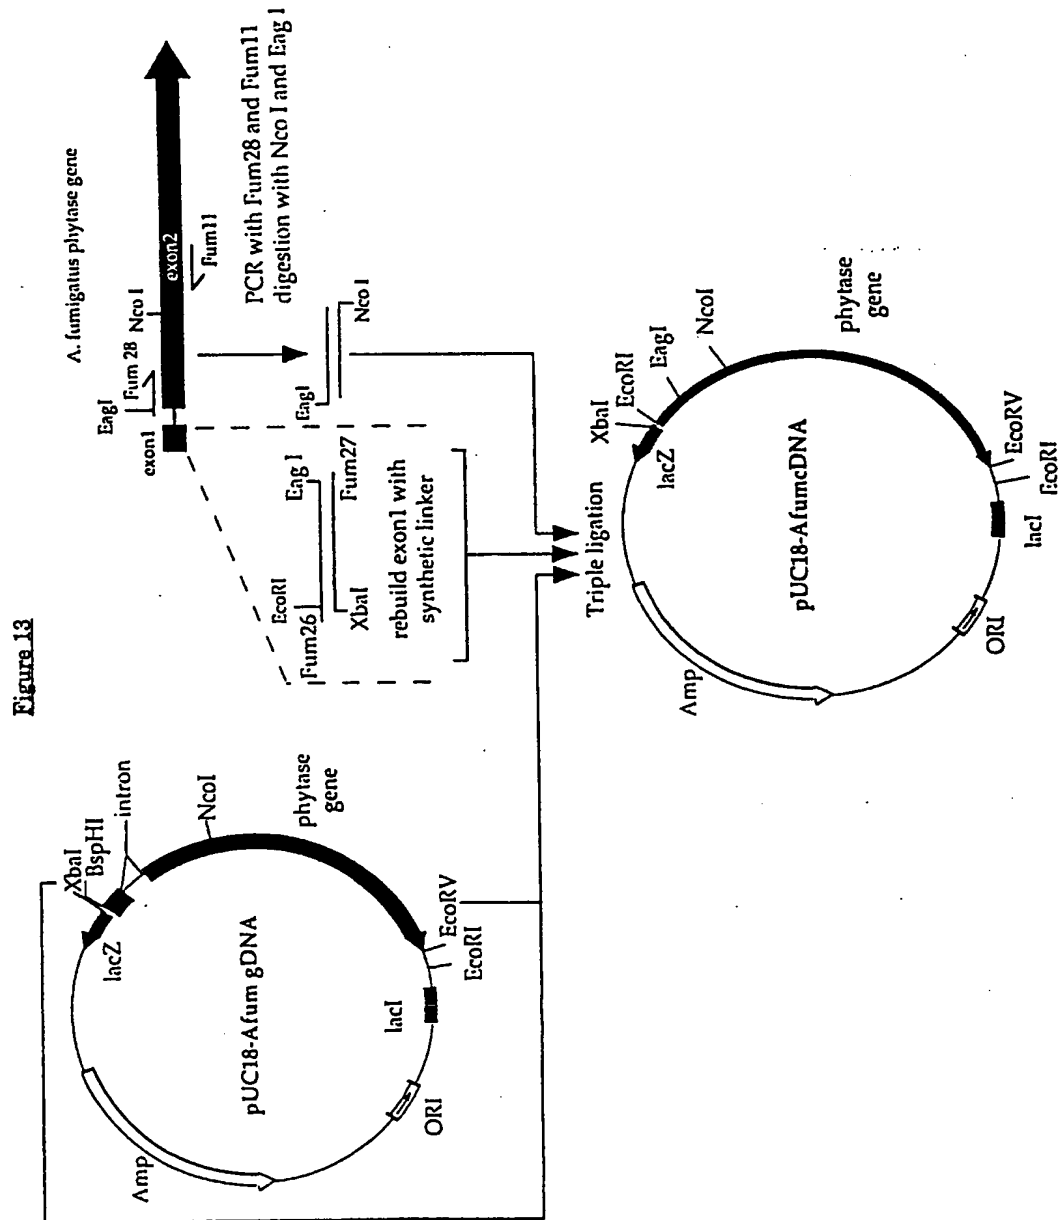 Figure 13
A. fumigatus phytase gene
EagI
Fum 28
Nco I
exon1
exon2
Fum11
PCR with Fum28 and Fum11
digestion with Nco I and Eag I
EagI
Nco I
EcoRI
Eag I
Fum26
Fum27
XbaI
rebuild exon1 with
synthetic linker
XbaI
BspHI
intron
lacZ
NcoI
phytase
gene
pUC18-Afum gDNA
Amp
EcoRV
EcoRI
lacI
ORI
Triple ligation
XbaI
EcoRI
EagI
NcoI
lacZ
phytase
gene
pUC18-AfumcDNA
Amp
EcoRV
EcoRI
lacI
ORI